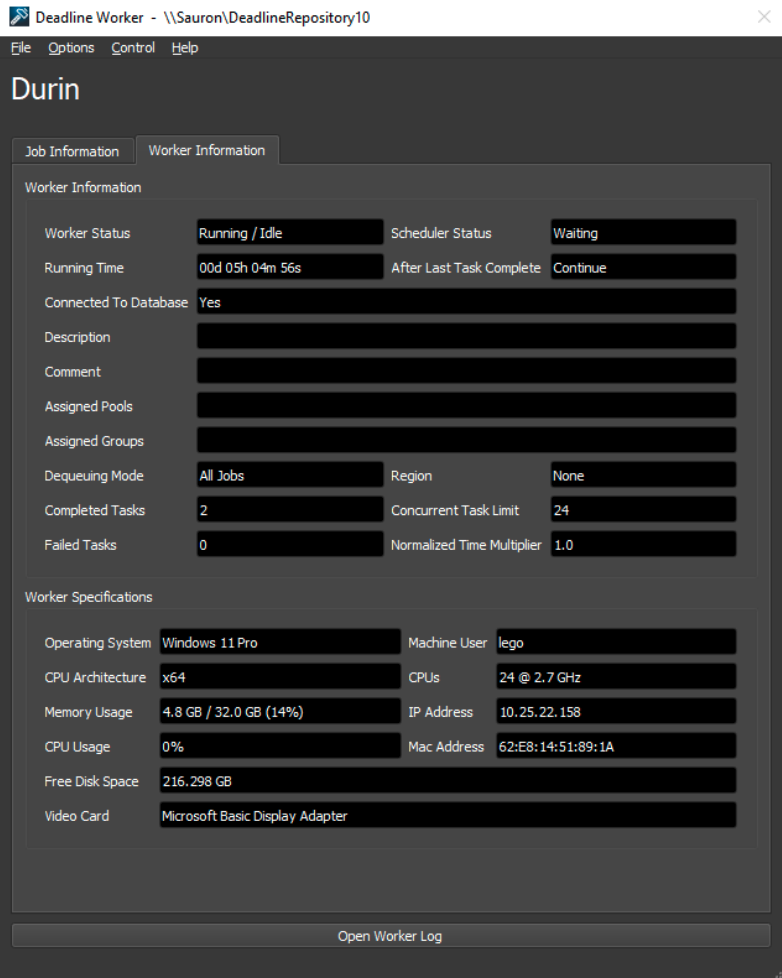 Deadline Worker - \\Sauron\DeadlineRepository10
File Options Control Help
Durin
Job Information Worker Information
Worker Information
Worker Status Running / Idle Scheduler Status Waiting
Running Time 00d 05h 04m 56s After Last Task Complete Continue
Connected To Database Yes
Description
Comment
Assigned Pools
Assigned Groups
Dequeuing Mode All Jobs Region None
Completed Tasks 2 Concurrent Task Limit 24
Failed Tasks 0 Normalized Time Multiplier 1.0
Worker Specifications
Operating System Windows 11 Pro Machine User lego
CPU Architecture x64 CPUs 24 @ 2.7 GHz
Memory Usage 4.8 GB / 32.0 GB (14%) IP Address 10.25.22.158
CPU Usage 0% Mac Address 62:E8:14:51:89:1A
Free Disk Space 216.298 GB
Video Card Microsoft Basic Display Adapter
Open Worker Log